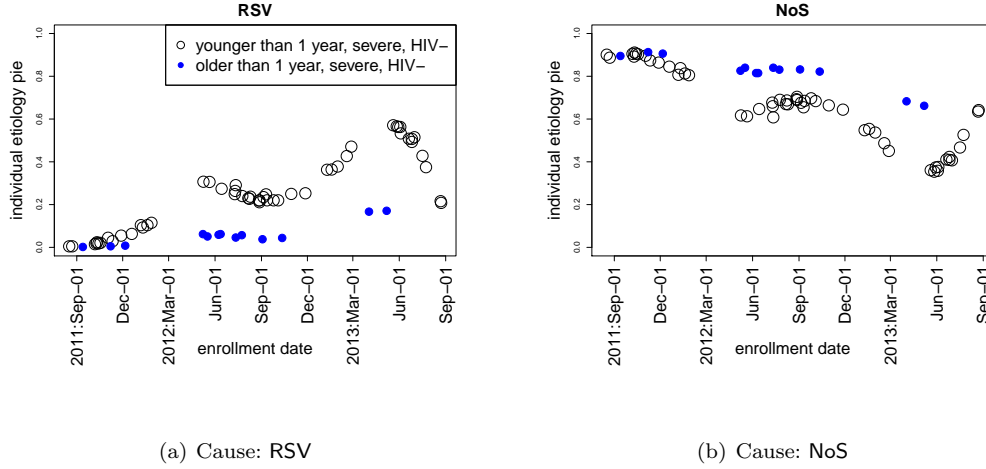 RSV
individual etiology pie
0.0 0.2 0.4 0.6 0.8 1.0
younger than 1 year, severe, HIV−
older than 1 year, severe, HIV−
2011:Sep−01 Dec−01 2012:Mar−01 Jun−01 Sep−01 Dec−01 2013:Mar−01 Jun−01 Sep−01
enrollment date
(a) Cause: RSV
NoS
individual etiology pie
0.0 0.2 0.4 0.6 0.8 1.0
2011:Sep−01 Dec−01 2012:Mar−01 Jun−01 Sep−01 Dec−01 2013:Mar−01 Jun−01 Sep−01
enrollment date
(b) Cause: NoS